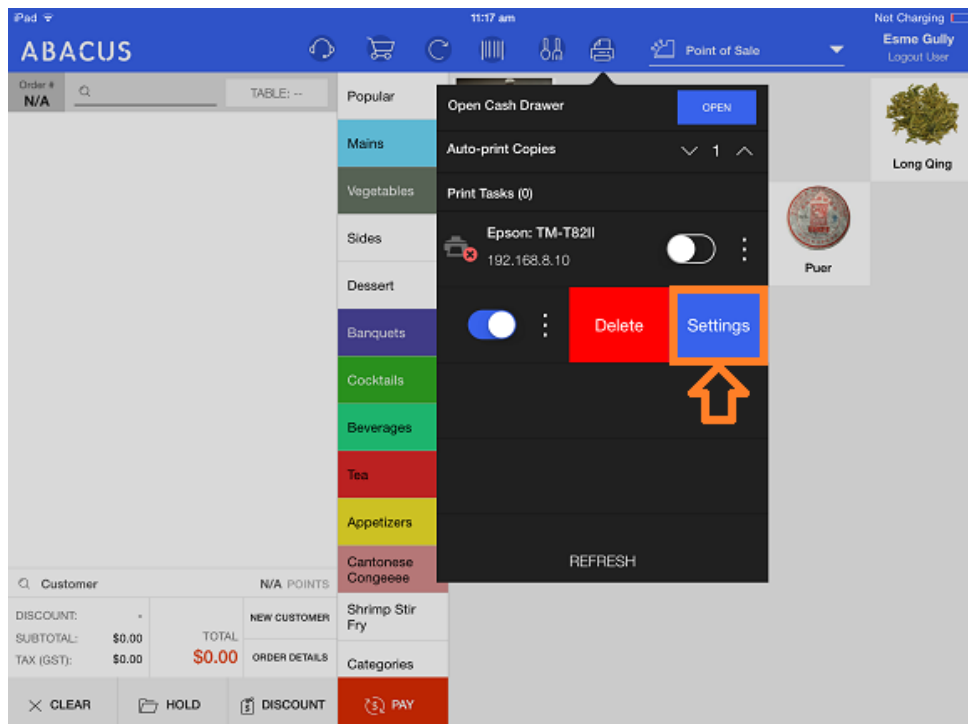 iPad
11:17 am
Not Charging
ABACUS
Point of Sale
Esme Gully
Logout User
Order #
N/A
TABLE: --
Popular
Mains
Vegetables
Sides
Dessert
Banquets
Cocktails
Beverages
Tea
Appetizers
Cantonese
Congeeee
Shrimp Stir
Fry
Categories
Open Cash Drawer
OPEN
Auto-print Copies
1
Print Tasks (0)
Epson: TM-T82II
192.168.8.10
Delete
Settings
REFRESH
Long Qing
Puer
Customer
N/A POINTS
DISCOUNT:
-
SUBTOTAL:
$0.00
TAX (GST):
$0.00
TOTAL
$0.00
NEW CUSTOMER
ORDER DETAILS
CLEAR
HOLD
DISCOUNT
PAY